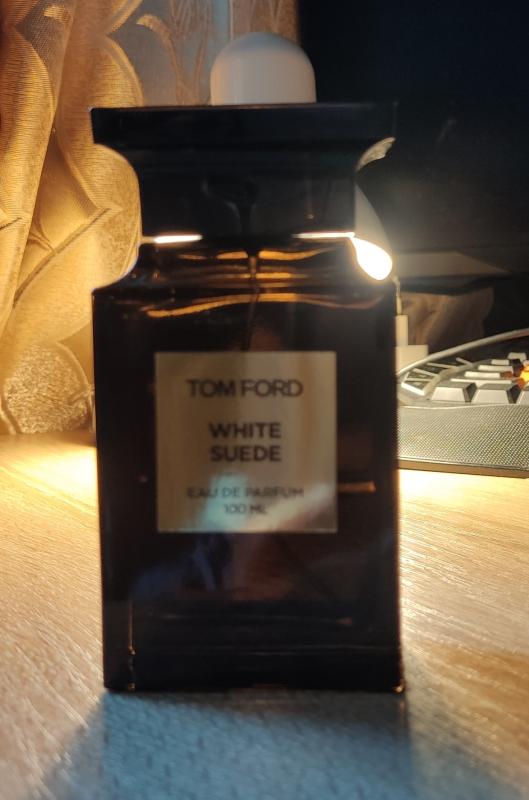 TOM FORD
WHITE
SUEDE
EAU DE PARFUM
100 ML